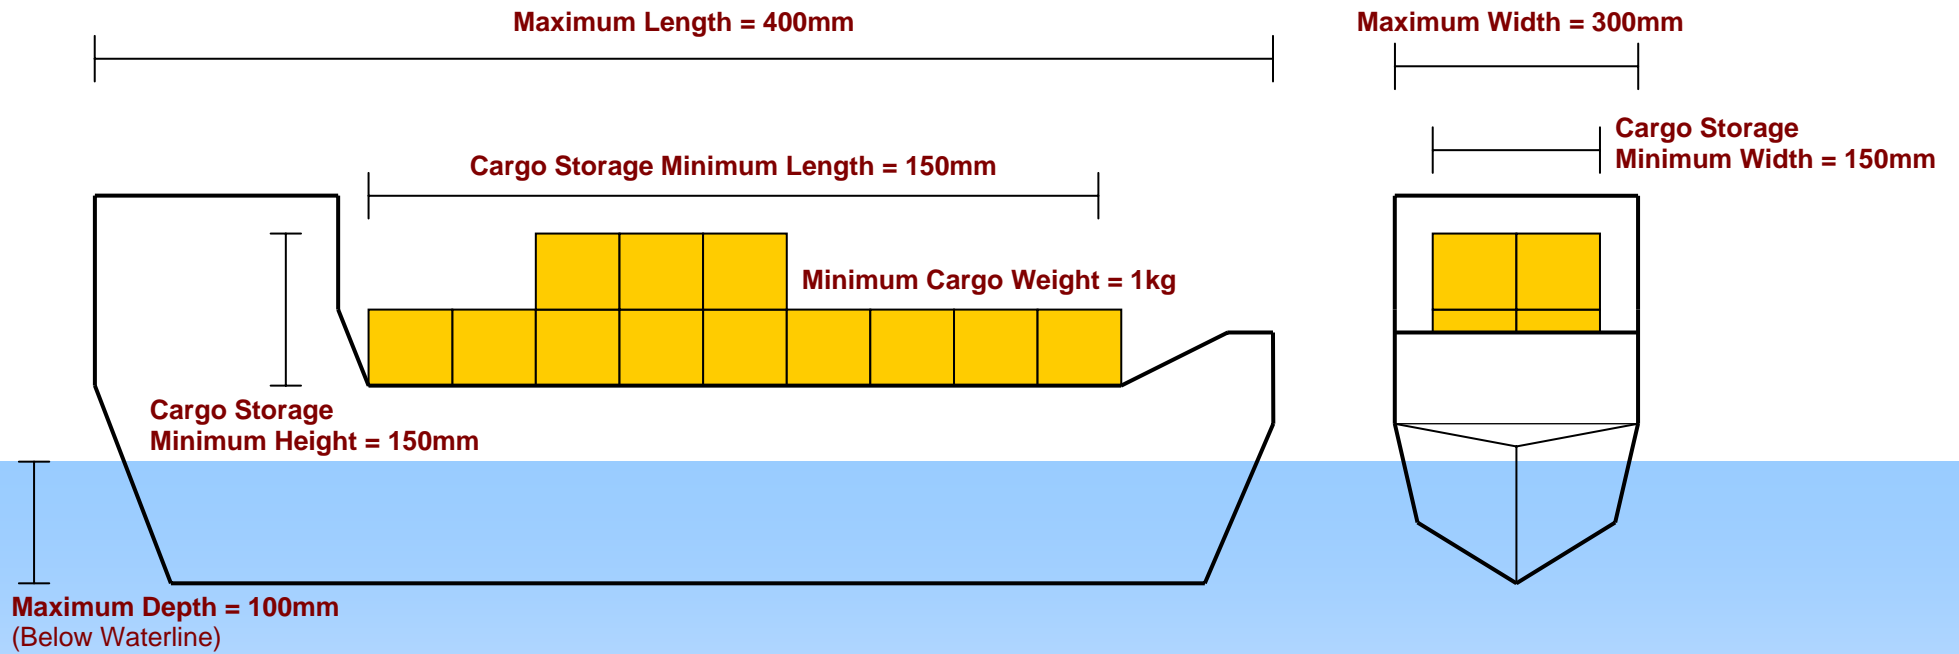 Maximum Length = 400mm
Maximum Width = 300mm
Cargo Storage
Minimum Width = 150mm
Cargo Storage Minimum Length = 150mm
Minimum Cargo Weight = 1kg
Cargo Storage
Minimum Height = 150mm
Maximum Depth = 100mm
(Below Waterline)